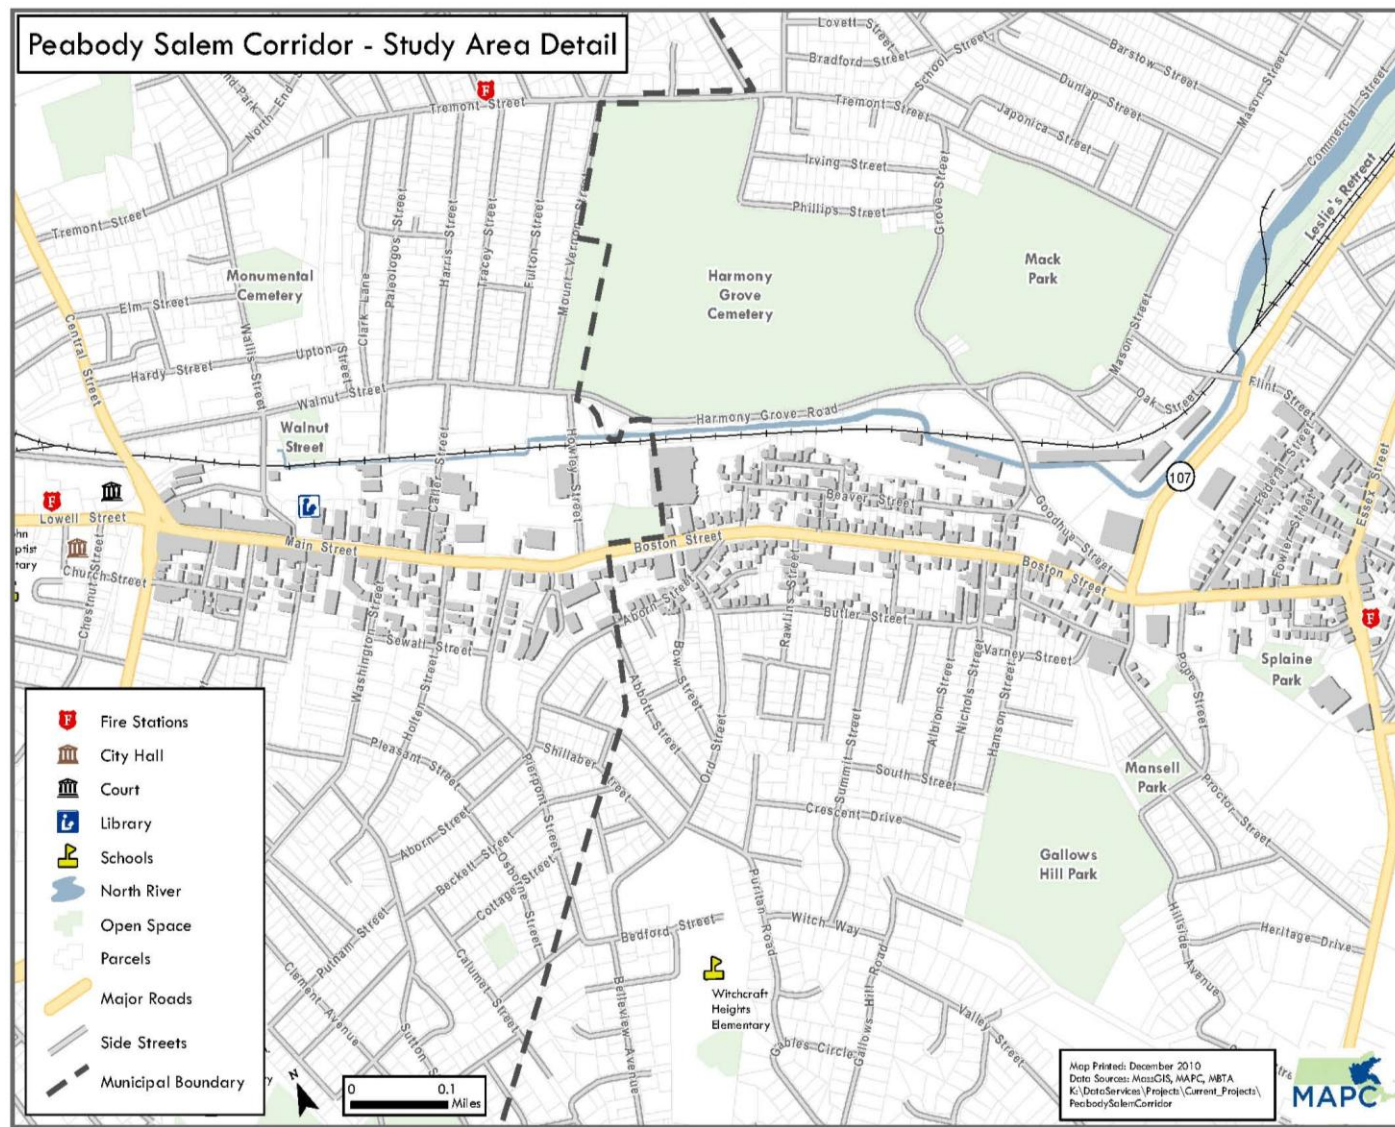 Peabody Salem Corridor - Study Area Detail
Lovett Street
Bradford Street
School Street
Barstow Street
Dunlap Street
Mason Street
Commercial Street
Park
North End
F
Tremont Street
Tremont Street
Japonica Street
Irving Street
Phillips Street
Grove Street
Leslie's Retreat
Tremont Street
Paleologos Street
Harris Street
Tracey Street
Fulton Street
Mount Vernon Street
Monumental
Cemetery
Harmony
Grove
Cemetery
Mack
Park
Elm Street
Clark Lane
Wallis Street
Central Street
Upton Street
Hardy Street
Mason Street
Walnut Street
Oak Street
Flint Street
Harmony Grove Road
Walnut
Street
Howley Street
Caller Street
Federal Street
Essex Street
107
Beaver Street
Goodhue Street
Fowler Street
F
Lowell Street
Main Street
Boston Street
Boston Street
Church Street
Chestnut Street
Aborn Street
Rawlins Street
Butler Street
F
Washington Street
Sewall Street
Holten Street
Bow Street
Abbott Street
Varney Street
Pope Street
Splaine
Park
Albion Street
Nichols Street
Hanson Street
Ord Street
Summit Street
Pleasant Street
Shillaber Street
Pierpont Street
South Street
Mansell
Park
Proctor Street
Crescent Drive
Aborn Street
Beckett Street
Osborne Street
Cottage Street
Gallows
Hill Park
Puritan Road
Witch Way
Putnam Street
Bedford Street
Hillside Avenue
Heritage Drive
Calumet Street
Clement Avenue
Belleview Avenue
Gallows Hill Road
Witchcraft
Heights
Elementary
Valley Street
Gables Circle
Sutton S
F Fire Stations
City Hall
Court
Library
Schools
North River
Open Space
Parcels
Major Roads
Side Streets
Municipal Boundary
N
0 0.1
Miles
Map Printed: December 2010
Data Sources: MassGIS, MAPC, MBTA
K:\DataServices\Projects\Current_Projects\
PeabodySalemCorridor
MAPC